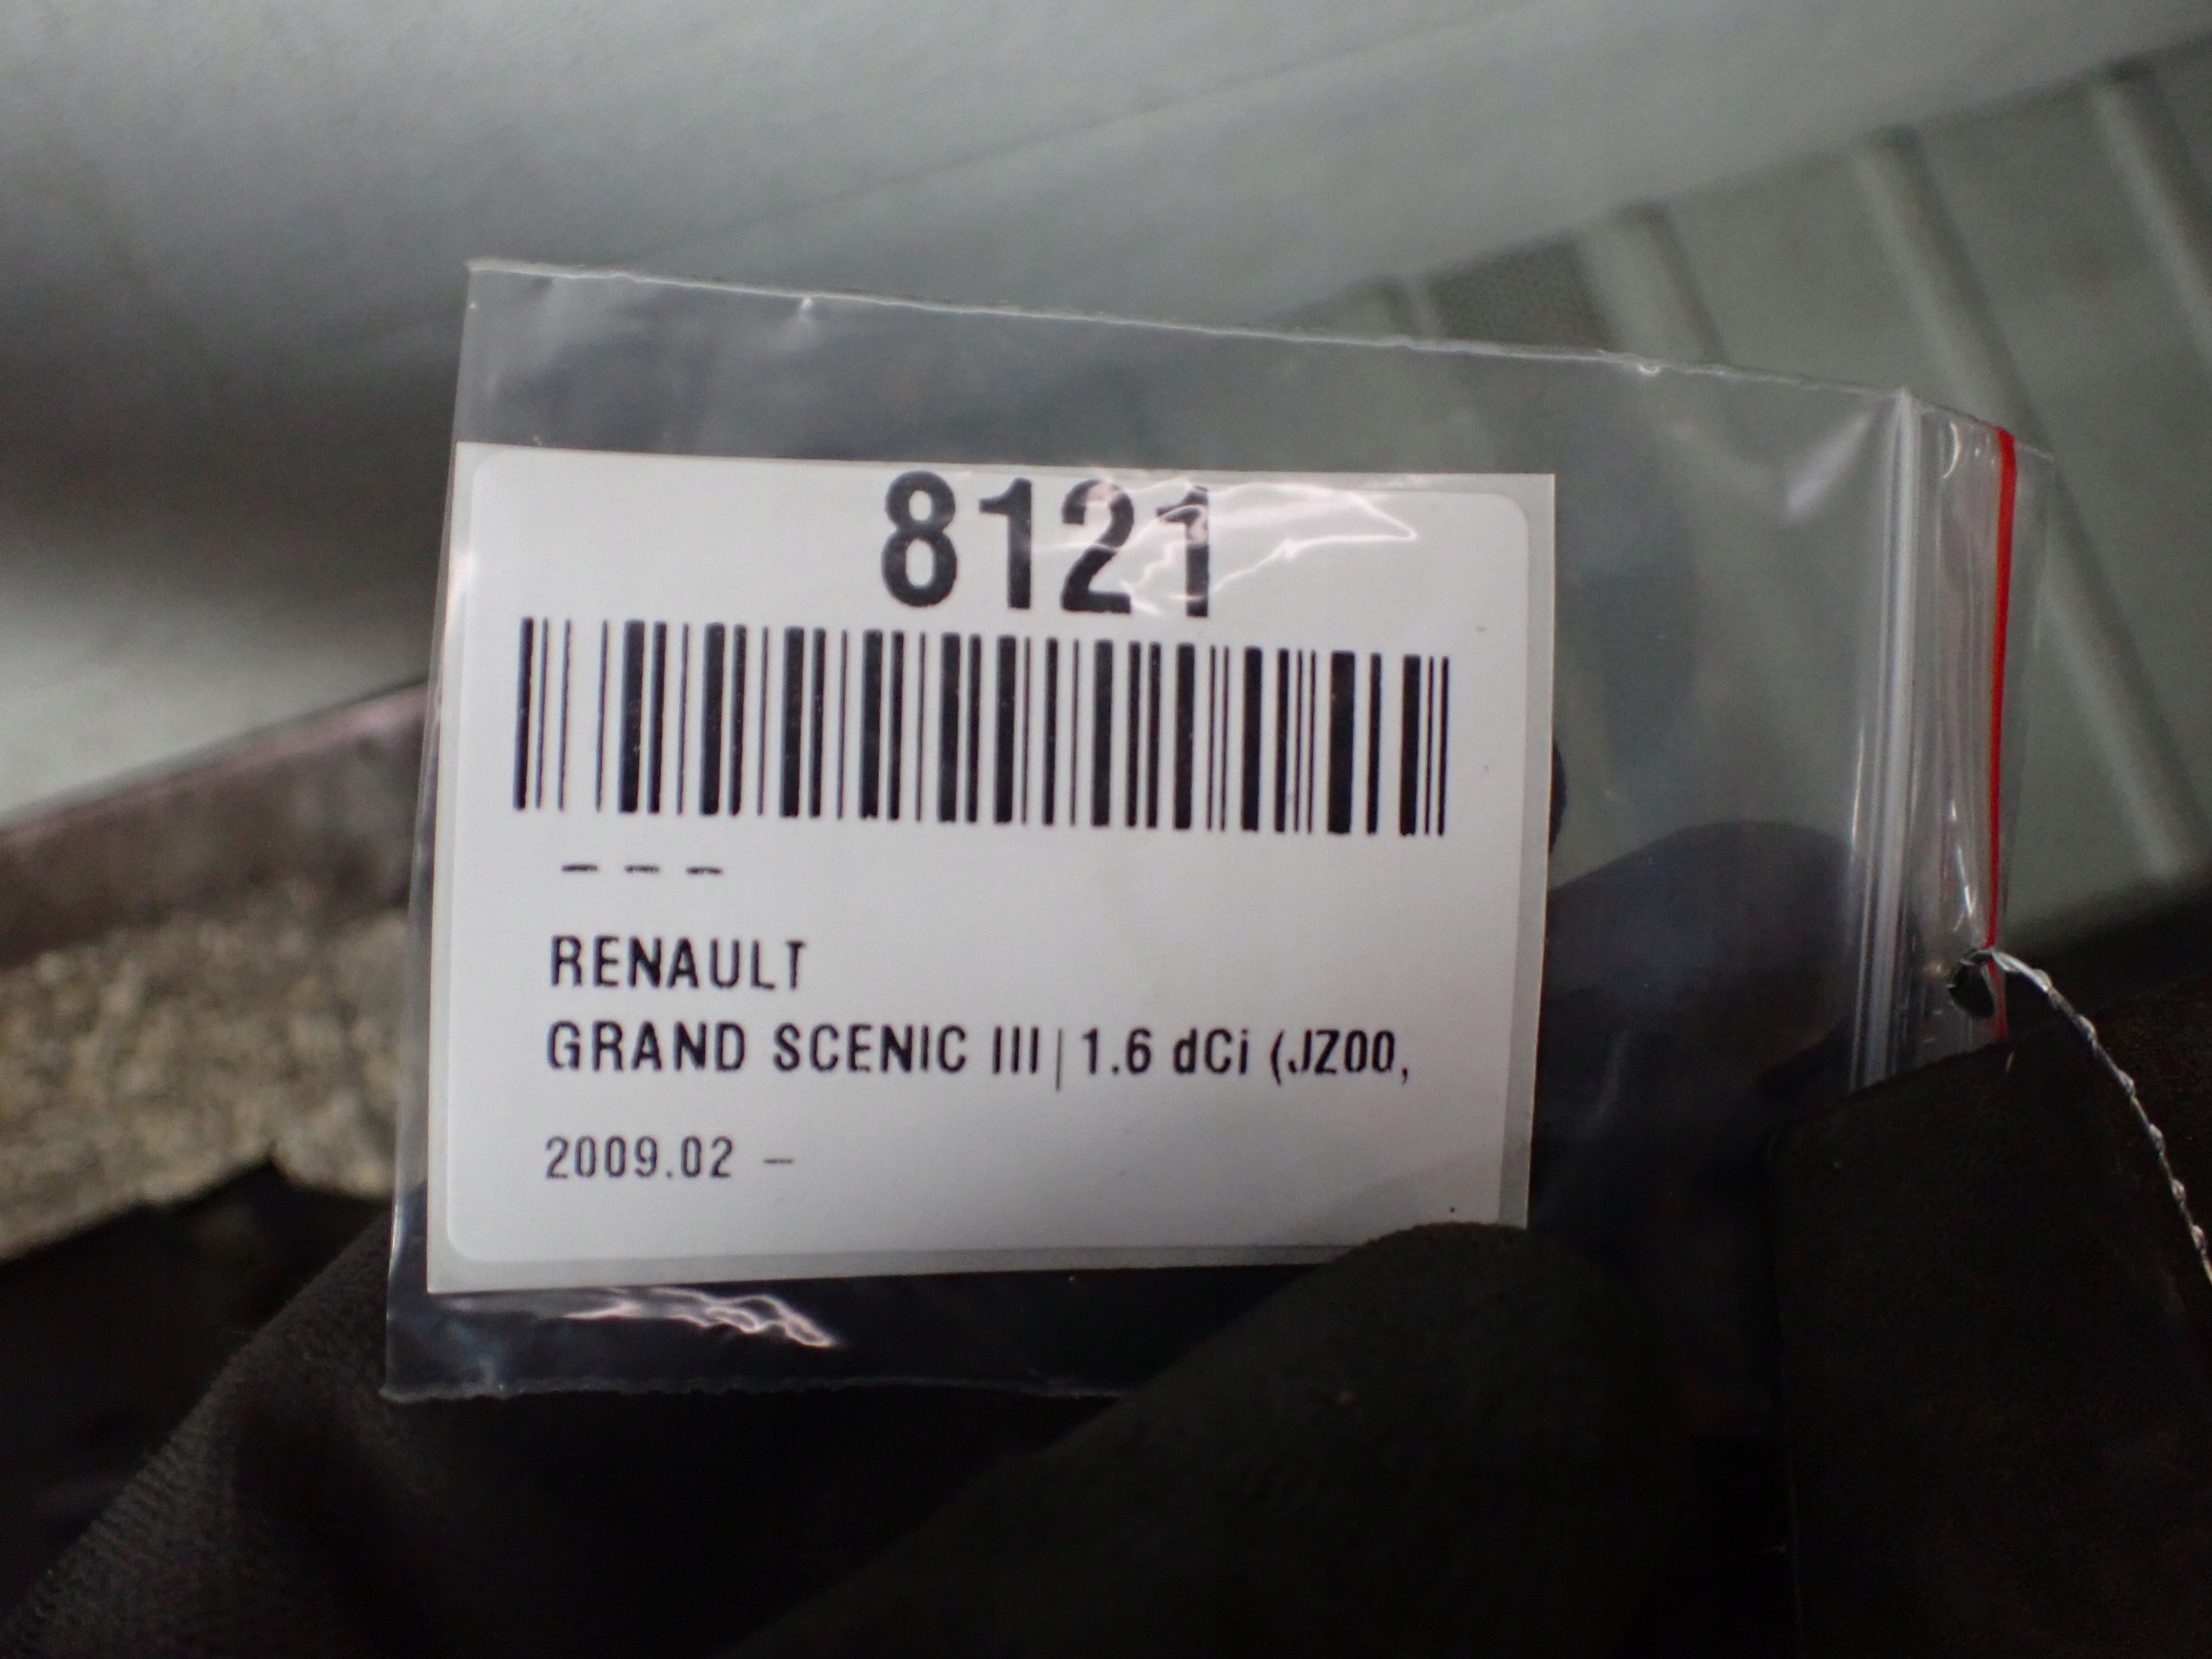 8121
– – –
RENAULT
GRAND SCENIC III | 1.6 dCi (JZ00,
2009.02 –